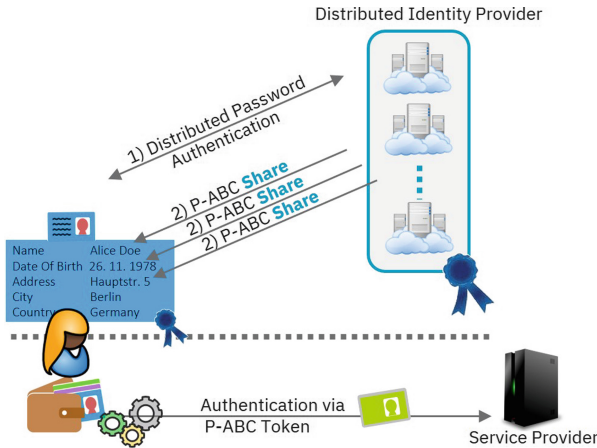 Distributed Identity Provider
1) Distributed Password
Authentication
2) P-ABC Share
2) P-ABC Share
2) P-ABC Share
Name Alice Doe
Date Of Birth 26. 11. 1978
Address Hauptstr. 5
City Berlin
Country Germany
Authentication via
P-ABC Token
Service Provider